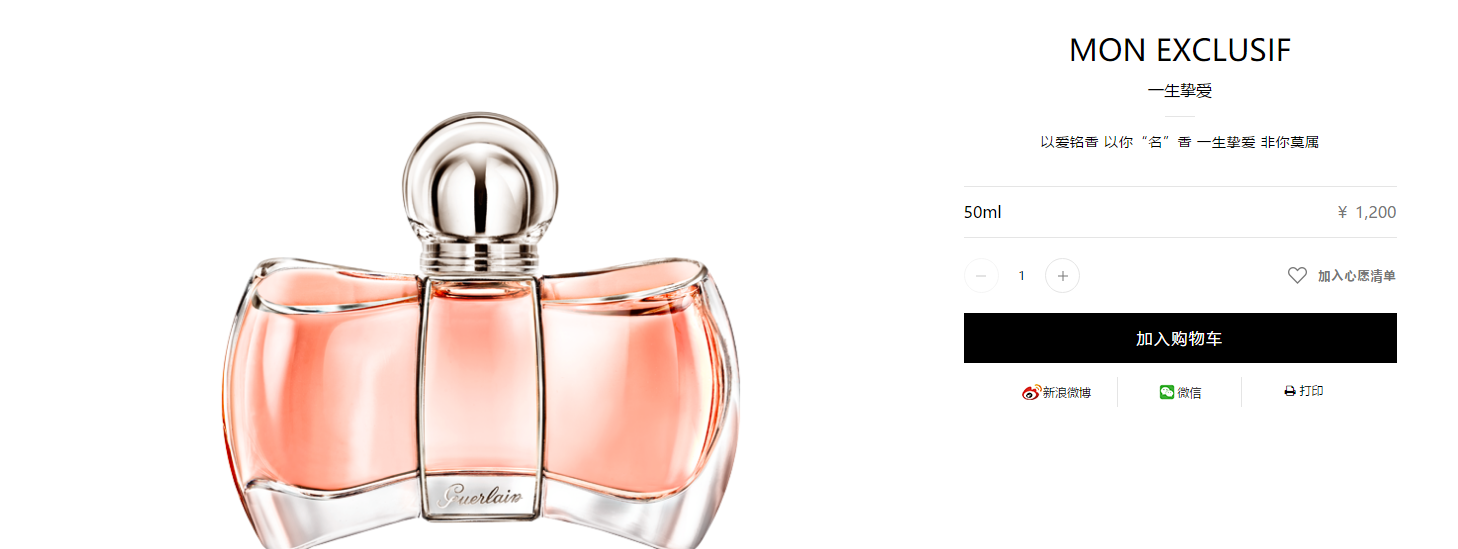 MON EXCLUSIF
一生挚爱
以爱铭香 以你“名”香 一生挚爱 非你莫属
50ml
¥ 1,200
1
加入心愿清单
加入购物车
新浪微博
微信
打印
Guerlain